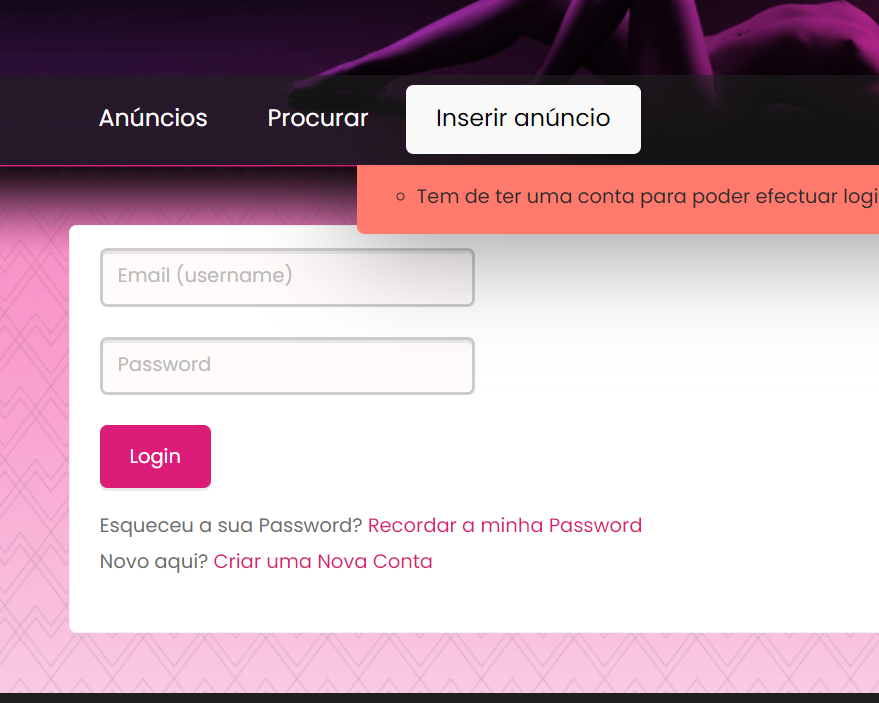 Anúncios Procurar Inserir anúncio
Tem de ter uma conta para poder efectuar
Email (username)
Password
Login
Esqueceu a sua Password? Recordar a minha Password
Novo aqui? Criar uma Nova Conta